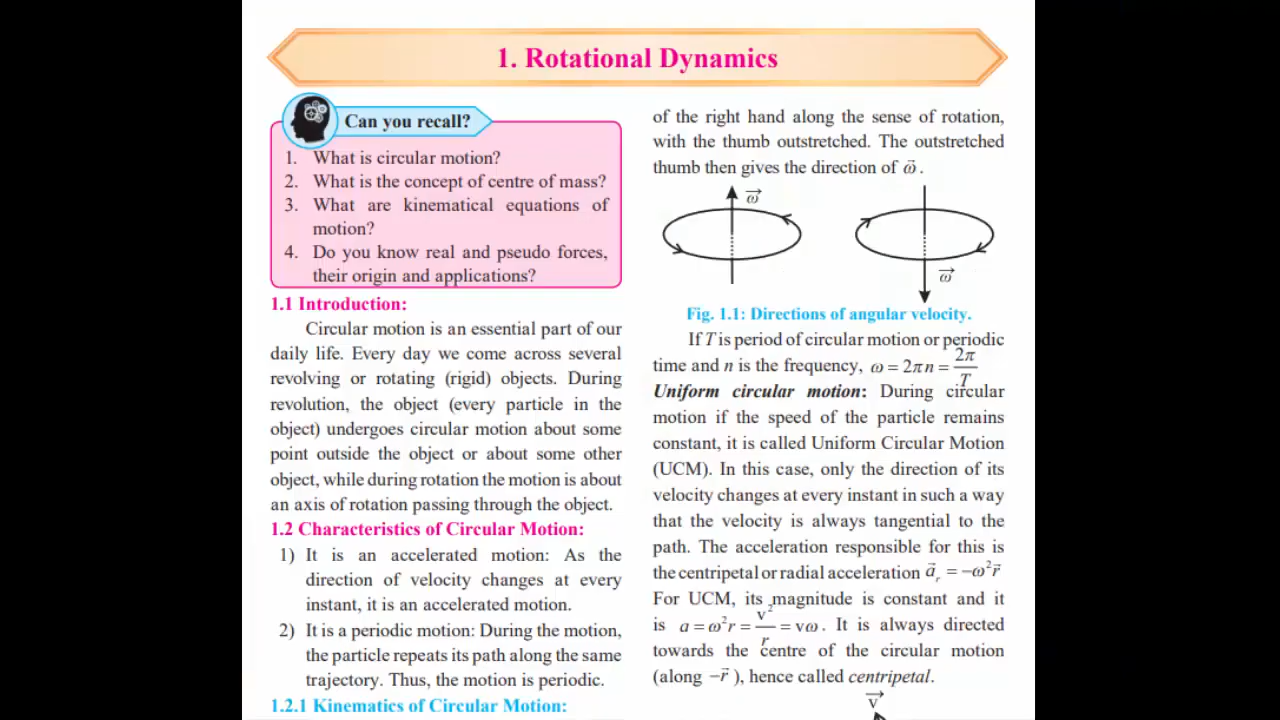 1. Rotational Dynamics
Can you recall?
1. What is circular motion?
2. What is the concept of centre of mass?
3. What are kinematical equations of
motion?
4. Do you know real and pseudo forces,
their origin and applications?
1.1 Introduction:
Circular motion is an essential part of our
daily life. Every day we come across several
revolving or rotating (rigid) objects. During
revolution, the object (every particle in the
object) undergoes circular motion about some
point outside the object or about some other
object, while during rotation the motion is about
an axis of rotation passing through the object.
1.2 Characteristics of Circular Motion:
1) It is an accelerated motion: As the
direction of velocity changes at every
instant, it is an accelerated motion.
2) It is a periodic motion: During the motion,
the particle repeats its path along the same
trajectory. Thus, the motion is periodic.
1.2.1 Kinematics of Circular Motion:
of the right hand along the sense of rotation,
with the thumb outstretched. The outstretched
thumb then gives the direction of ω⃗ .
ω⃗
ω⃗
Fig. 1.1: Directions of angular velocity.
If T is period of circular motion or periodic
time and n is the frequency, ω = 2πn = 2π/T
Uniform circular motion: During circular
motion if the speed of the particle remains
constant, it is called Uniform Circular Motion
(UCM). In this case, only the direction of its
velocity changes at every instant in such a way
that the velocity is always tangential to the
path. The acceleration responsible for this is
the centripetal or radial acceleration a⃗ᵣ = −ω²r⃗
For UCM, its magnitude is constant and it
is a = ω²r = v²/r = vω . It is always directed
towards the centre of the circular motion
(along −r⃗ ), hence called centripetal.
v⃗